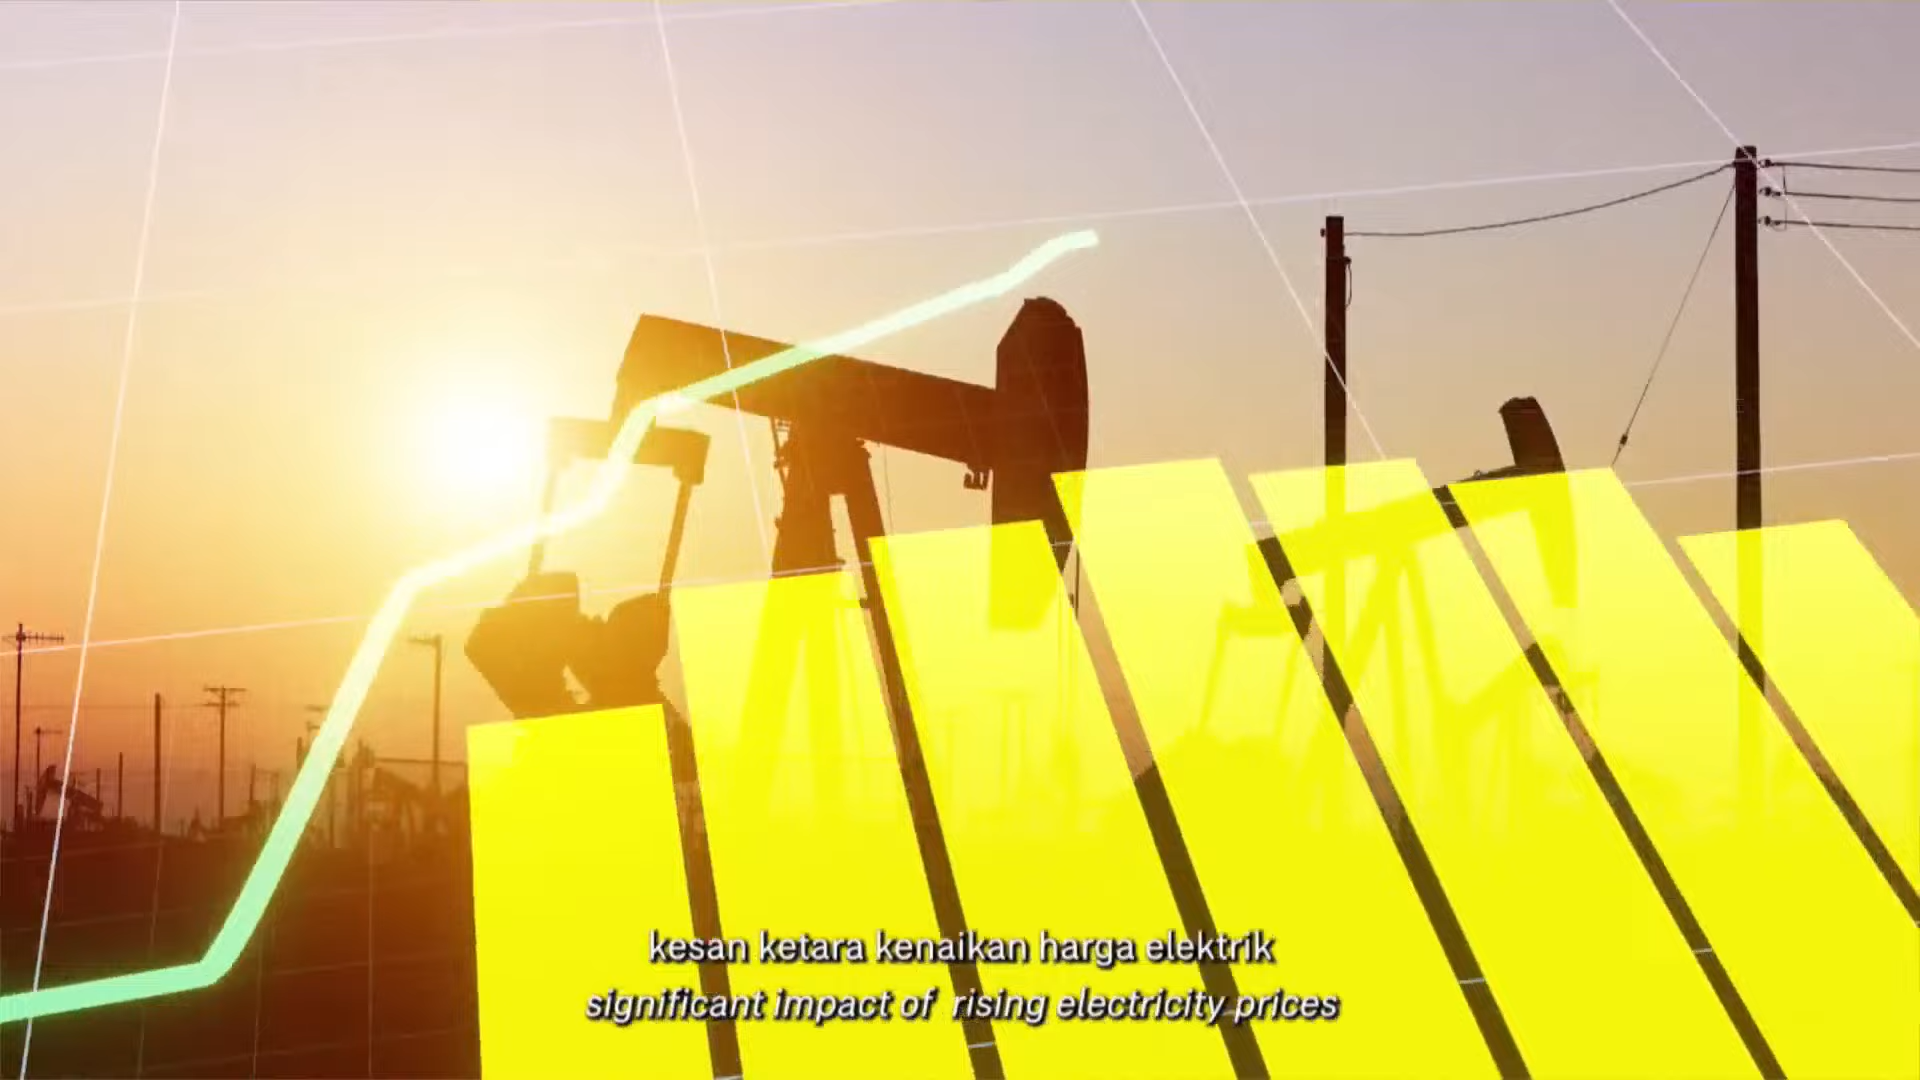 kesan ketara kenaikan harga elektrik
significant impact of rising electricity prices